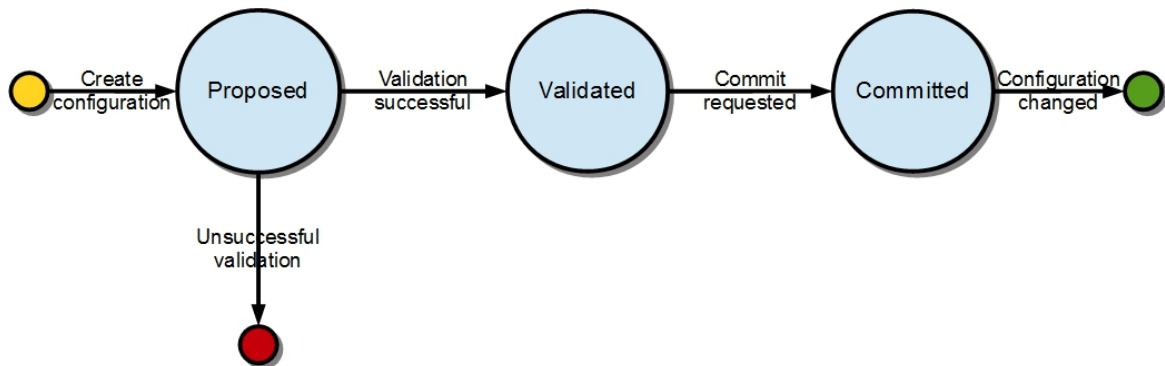 Create
configuration
Proposed
Validation
successful
Validated
Commit
requested
Committed
Configuration
changed
Unsuccessful
validation